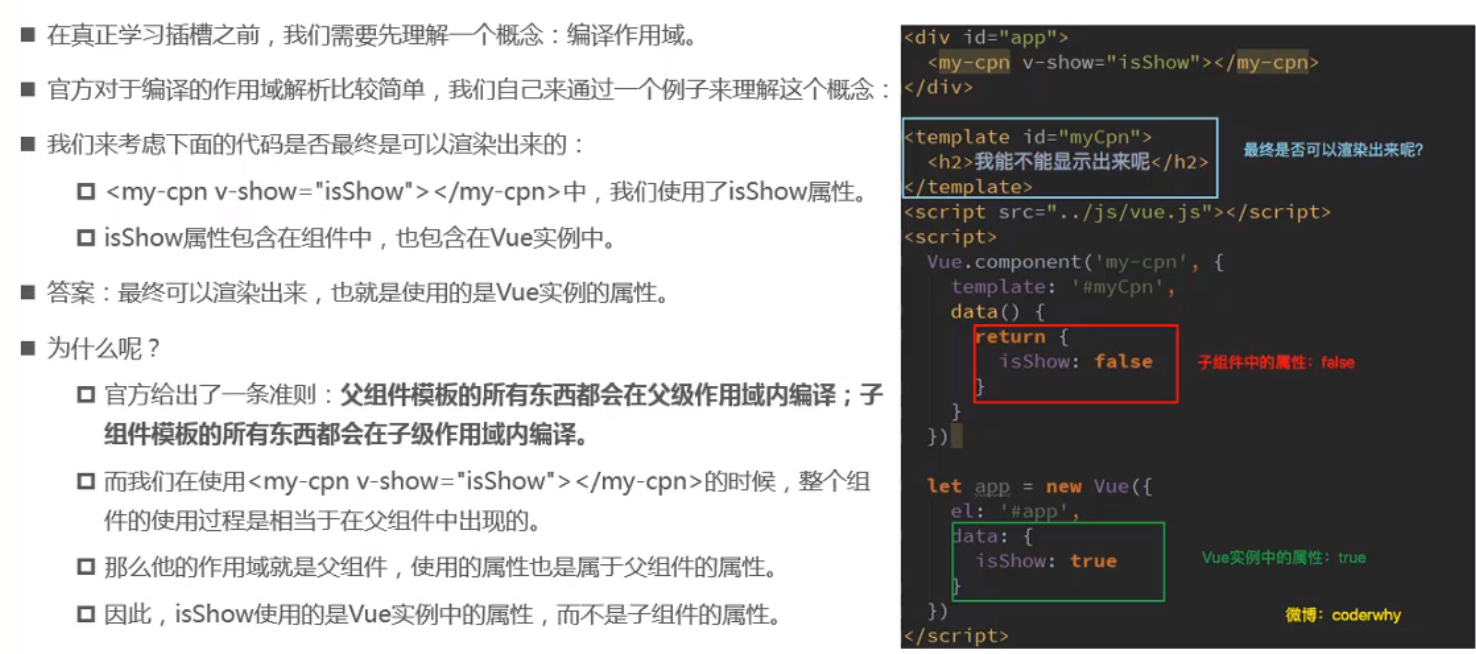 ■ 在真正学习插槽之前，我们需要先理解一个概念：编译作用域。
■ 官方对于编译的作用域解析比较简单，我们自己来通过一个例子来理解这个概念：
■ 我们来考虑下面的代码是否最终是可以渲染出来的：
<my-cpn v-show="isShow"></my-cpn>中，我们使用了isShow属性。
isShow属性包含在组件中，也包含在Vue实例中。
■ 答案：最终可以渲染出来，也就是使用的是Vue实例的属性。
■ 为什么呢？
官方给出了一条准则：父组件模板的所有东西都会在父级作用域内编译；子
组件模板的所有东西都会在子级作用域内编译。
而我们在使用<my-cpn v-show="isShow"></my-cpn>的时候，整个组
件的使用过程是相当于在父组件中出现的。
那么他的作用域就是父组件，使用的属性也是属于父组件的属性。
因此，isShow使用的是Vue实例中的属性，而不是子组件的属性。
<div id="app">
<my-cpn v-show="isShow"></my-cpn>
</div>
<template id="myCpn">
<h2>我能不能显示出来呢</h2>
</template>
最终是否可以渲染出来呢?
<script src="../js/vue.js"></script>
<script>
Vue.component('my-cpn', {
template: '#myCpn',
data() {
return {
isShow: false
}
子组件中的属性：false
}
})
let app = new Vue({
el: '#app',
data: {
isShow: true
}
Vue实例中的属性：true
})
</script>
微博：coderwhy